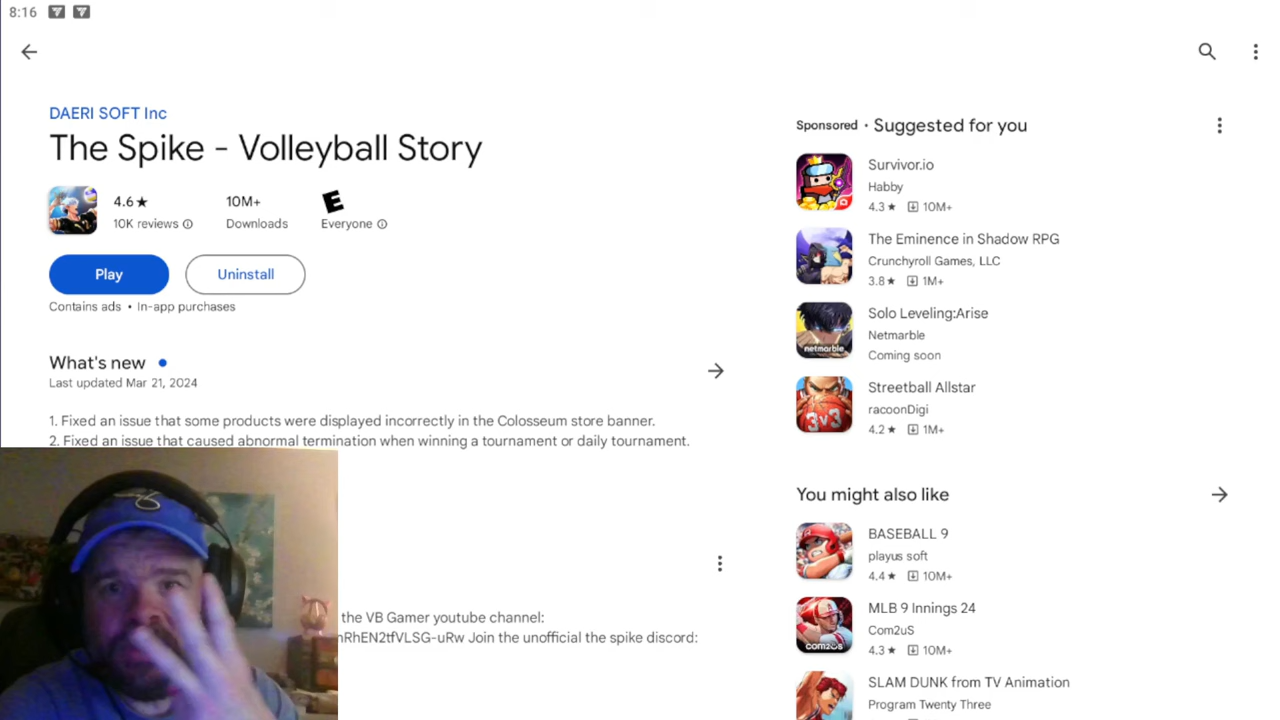 8:16
DAERI SOFT Inc
The Spike - Volleyball Story
4.6★
10K reviews
10M+
Downloads
E
Everyone
Play
Uninstall
Contains ads • In-app purchases
What's new
Last updated Mar 21, 2024
1. Fixed an issue that some products were displayed incorrectly in the Colosseum store banner.
2. Fixed an issue that caused abnormal termination when winning a tournament or daily tournament.
the VB Gamer youtube channel:
nRhEN2tfVLSG-uRw Join the unofficial the spike discord:
Sponsored • Suggested for you
Survivor.io
Habby
4.3★ 10M+
The Eminence in Shadow RPG
Crunchyroll Games, LLC
3.8★ 1M+
netmarble
Solo Leveling:Arise
Netmarble
Coming soon
3V3
Streetball Allstar
racoonDigi
4.2★ 1M+
You might also like
BASEBALL 9
playus soft
4.4★ 10M+
com2us
MLB 9 Innings 24
Com2uS
4.3★ 10M+
SLAM DUNK from TV Animation
Program Twenty Three